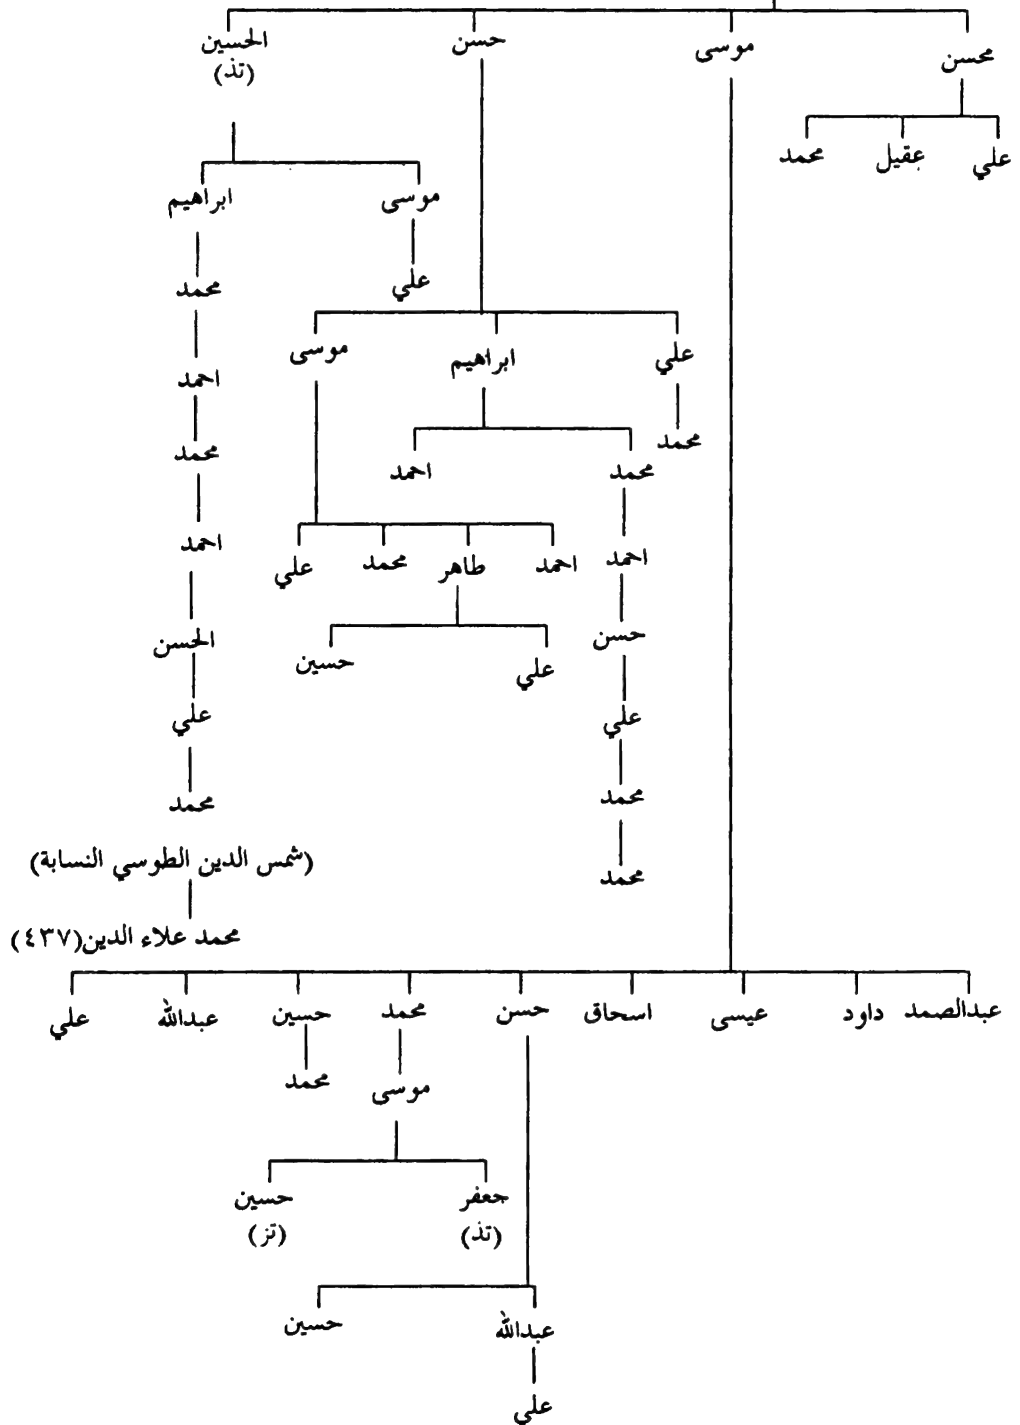 محسن موسى حسن الحسين
(تذ)
علي عقيل محمد
موسى ابراهيم
علي محمد
علي ابراهيم موسى
احمد
محمد
محمد احمد محمد
احمد
احمد طاهر محمد علي
احمد
حسن
الحسن
علي حسين
علي
علي
محمد
محمد
(شمس الدين الطوسي النسابة)
محمد
محمد علاء الدين (٤٣٧)
عبدالصمد داود عيسى اسحاق حسن محمد حسين عبدالله علي
موسى محمد
جعفر حسين
(تذ) (تز)
عبدالله حسين
علي